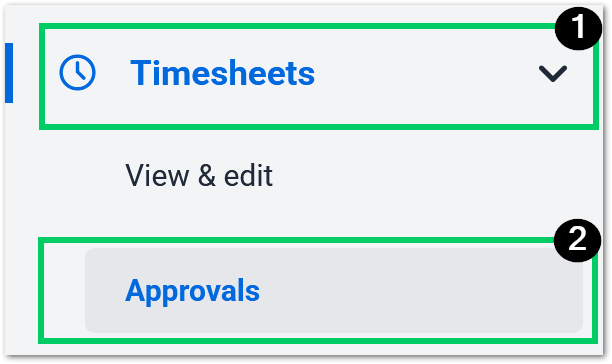 1
Timesheets
View & edit
2
Approvals